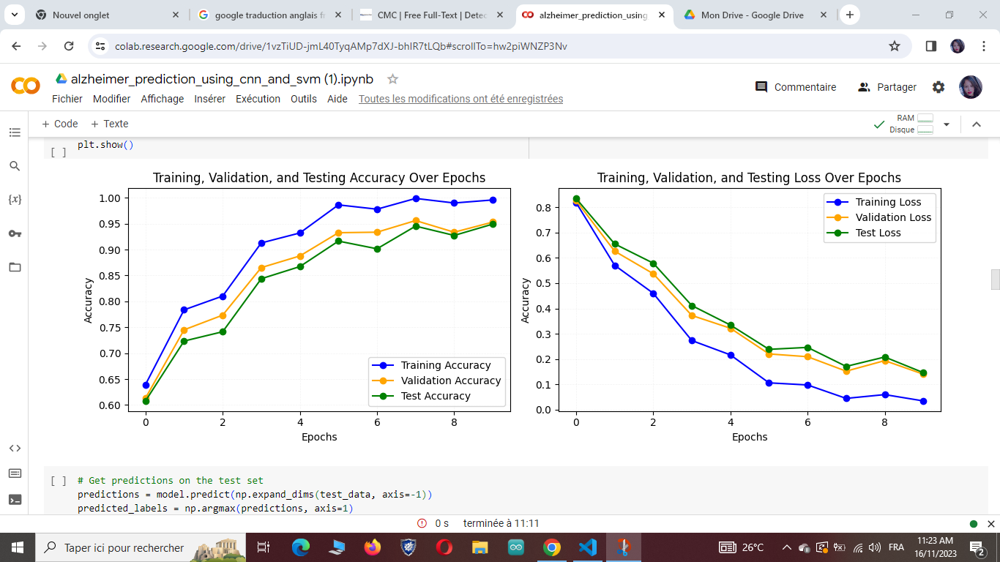 Nouvel onglet
google traduction anglais fr
CMC | Free Full-Text | Detec
alzheimer_prediction_using_
Mon Drive - Google Drive
colab.research.google.com/drive/1vzTiUD-jmL40TyqAMp7dXJ-bhIR7tLQb#scrollTo=hw2piWNZP3Nv
alzheimer_prediction_using_cnn_and_svm (1).ipynb
Commentaire
Partager
Fichier Modifier Affichage Insérer Exécution Outils Aide Toutes les modifications ont été enregistrées
+ Code + Texte
RAM
Disque
{x}
plt.show()
[ ]
Training, Validation, and Testing Accuracy Over Epochs
1.00
0.95
0.90
0.85
0.80
0.75
0.70
0.65
0.60
Accuracy
Training Accuracy
Validation Accuracy
Test Accuracy
0 2 4 6 8
Epochs
Training, Validation, and Testing Loss Over Epochs
Training Loss
Validation Loss
Test Loss
0.8
0.7
0.6
0.5
0.4
0.3
0.2
0.1
0.0
Accuracy
0 2 4 6 8
Epochs
[ ] # Get predictions on the test set
predictions = model.predict(np.expand_dims(test_data, axis=-1))
predicted_labels = np.argmax(predictions, axis=1)
0 s terminée à 11:11
Taper ici pour rechercher
26°C
FRA
11:23 AM
16/11/2023
2